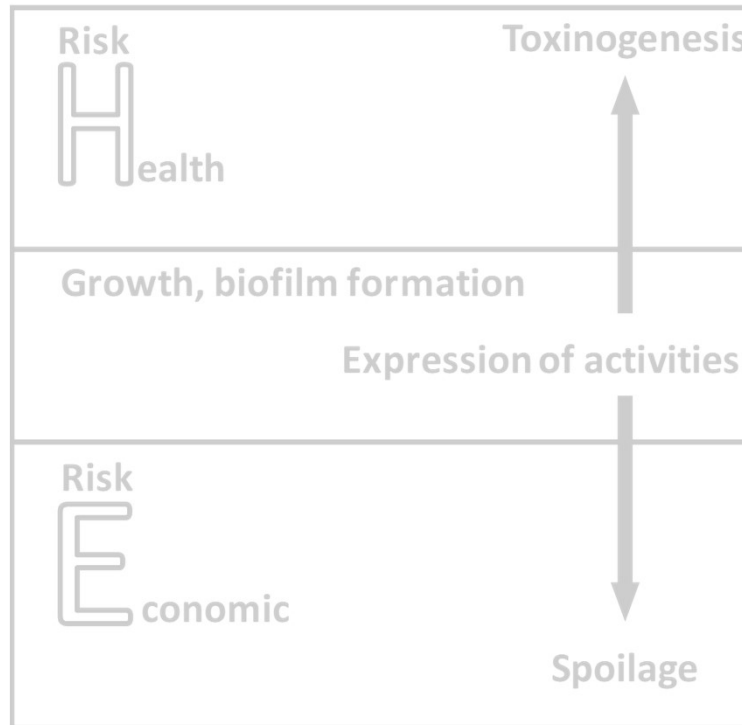 Risk
Toxinogenesis
Health
Growth, biofilm formation
Expression of activities
Risk
Economic
Spoilage